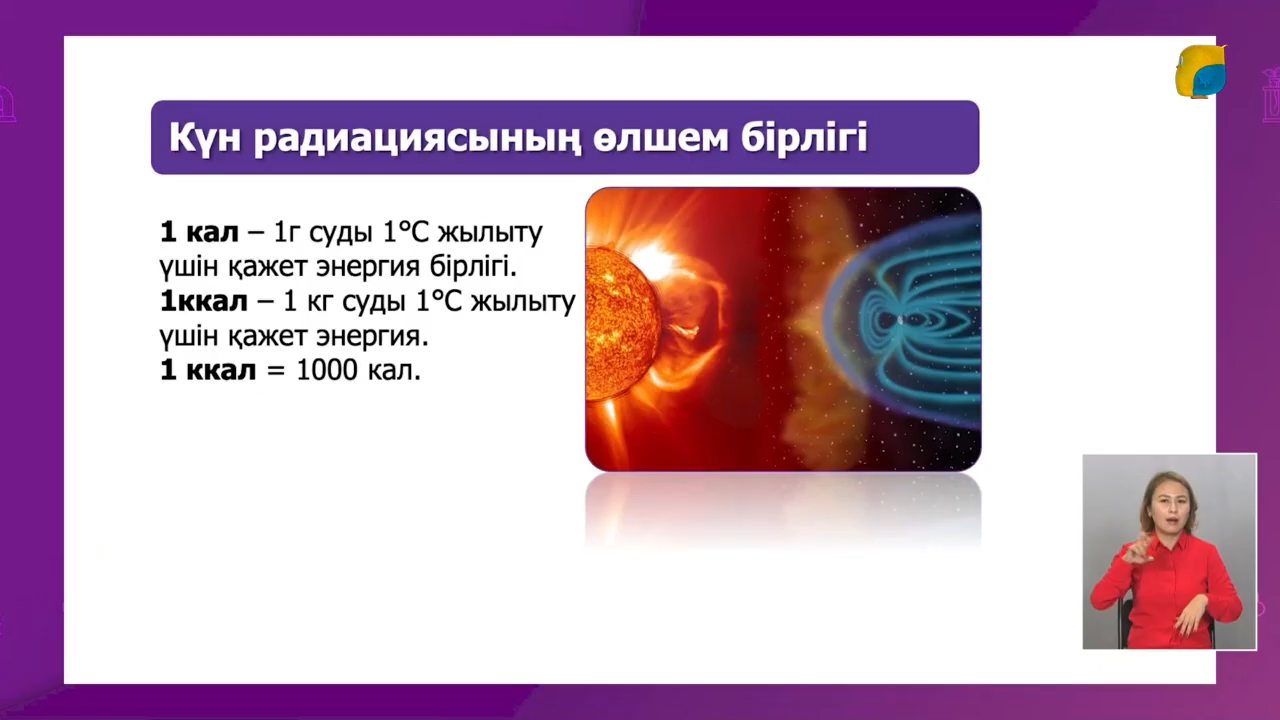 Күн радиациясының өлшем бірлігі
1 кал – 1г суды 1°С жылыту
үшін қажет энергия бірлігі.
1ккал – 1 кг суды 1°С жылыту
үшін қажет энергия.
1 ккал = 1000 кал.